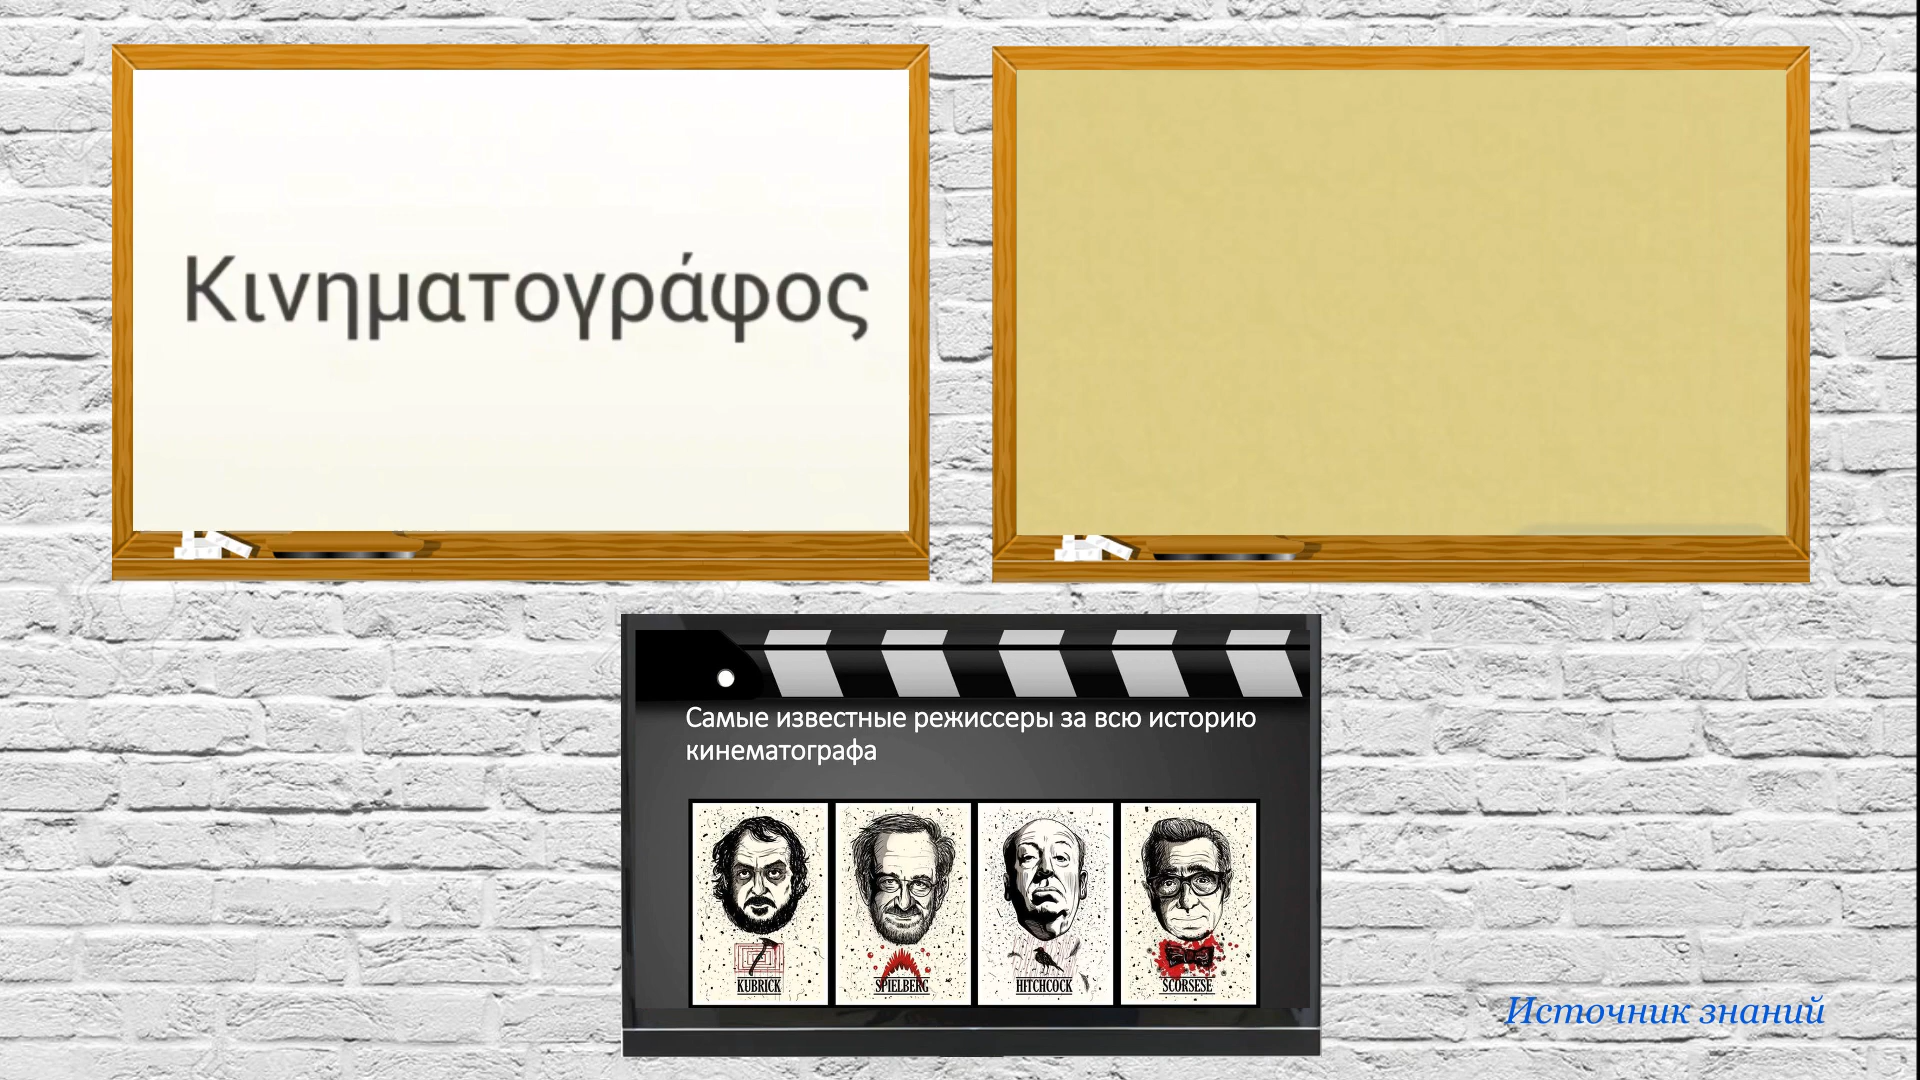 Κινηματογράφος
Самые известные режиссеры за всю историю
кинематографа
KUBRICK
SPIELBERG
HITCHCOCK
SCORSESE
Источник знаний